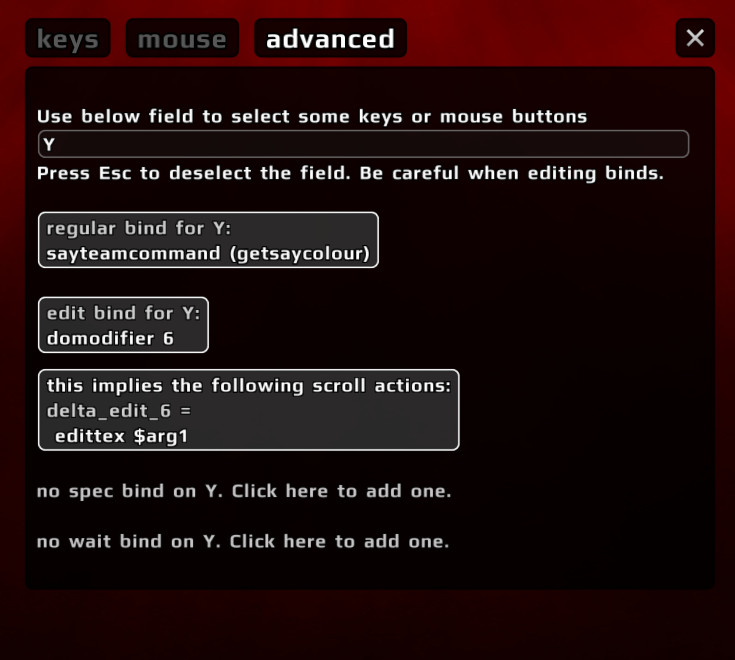 keys mouse advanced ✕
Use below field to select some keys or mouse buttons
Y
Press Esc to deselect the field. Be careful when editing binds.
regular bind for Y:
sayteamcommand (getsaycolour)
edit bind for Y:
domodifier 6
this implies the following scroll actions:
delta_edit_6 =
edittex $arg1
no spec bind on Y. Click here to add one.
no wait bind on Y. Click here to add one.